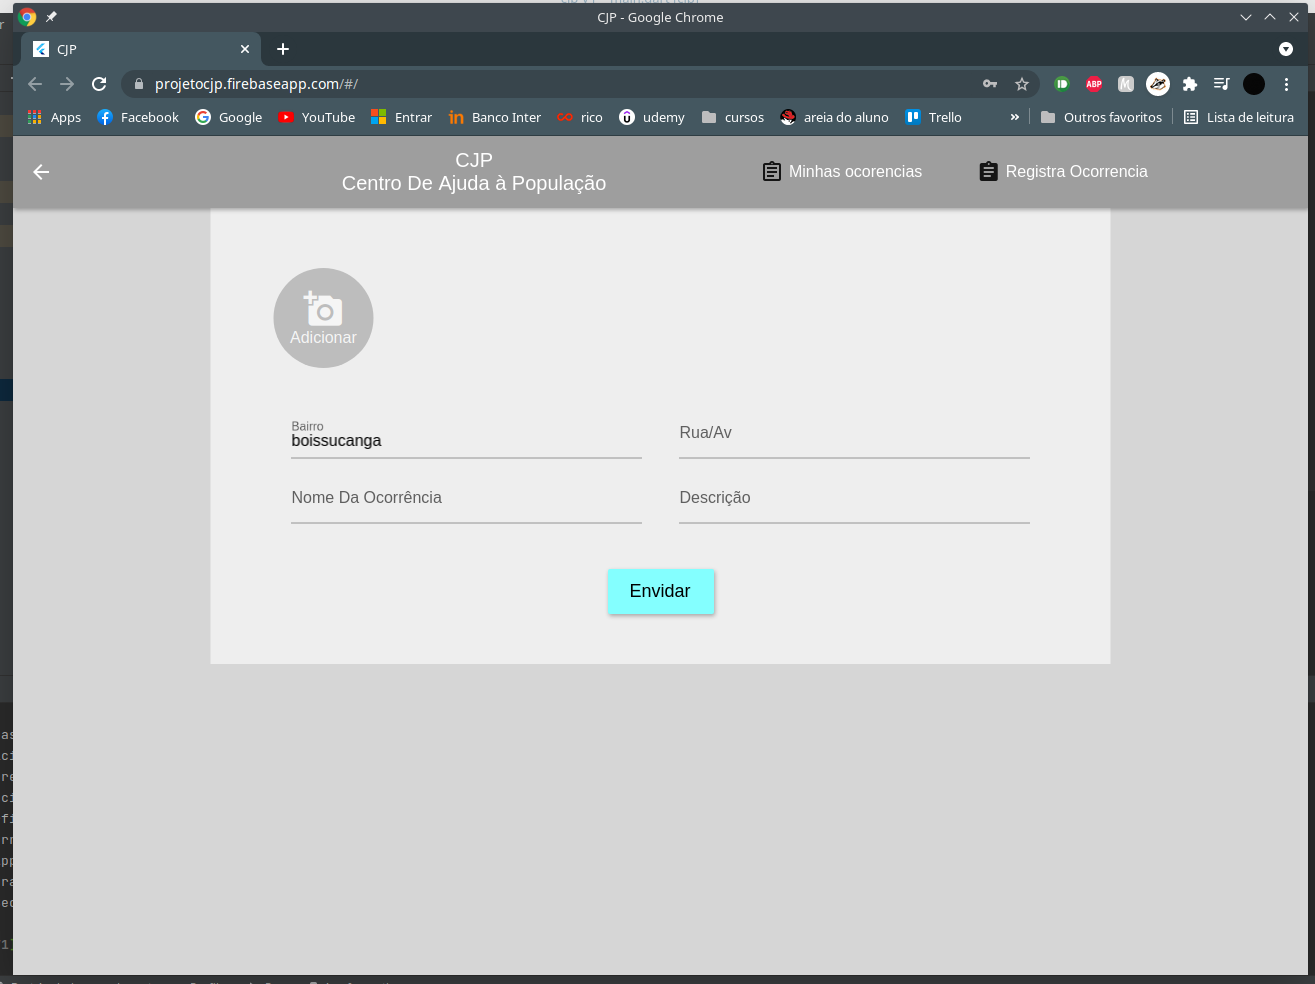 CJP - Google Chrome
CJP
projetocjp.firebaseapp.com/#/
ABP
Apps Facebook Google YouTube Entrar Banco Inter rico udemy cursos areia do aluno Trello » Outros favoritos Lista de leitura
CJP
Centro De Ajuda à População
Minhas ocorencias
Registra Ocorrencia
Adicionar
Bairro
boissucanga
Rua/Av
Nome Da Ocorrência
Descrição
Envidar